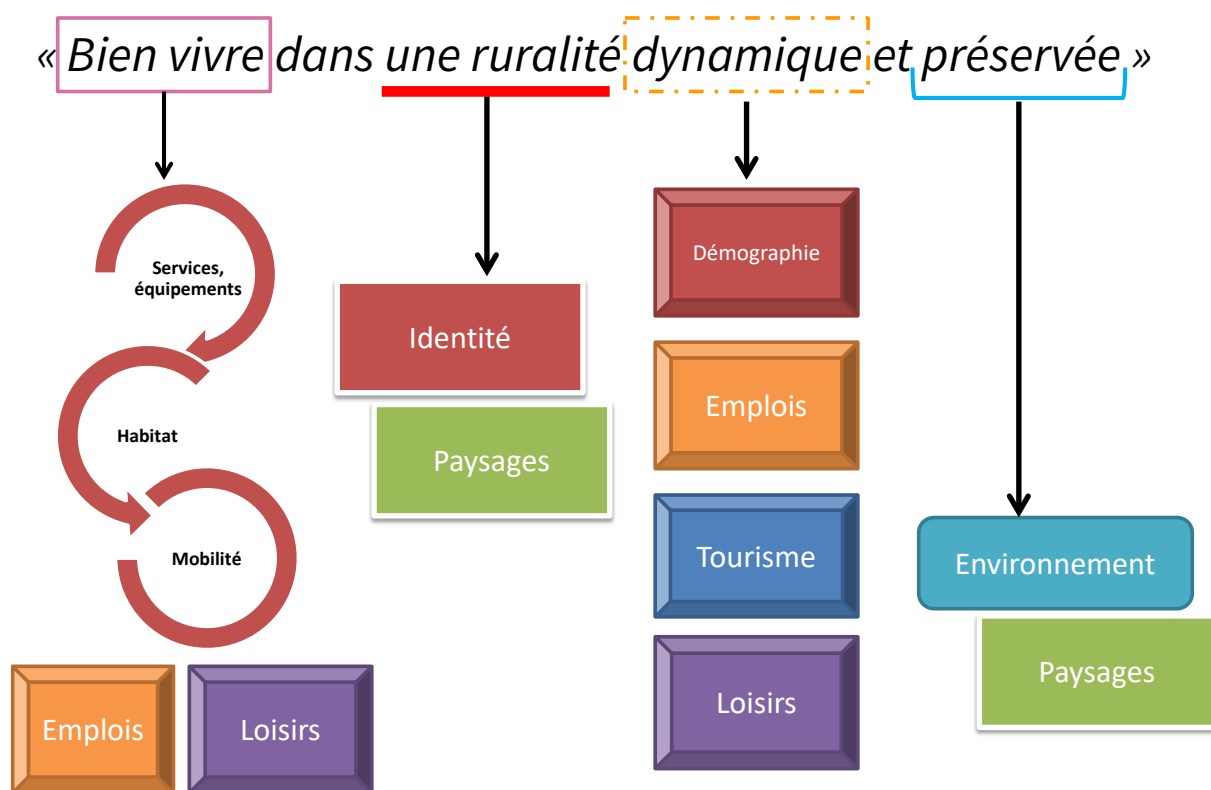 « Bien vivre dans une ruralité dynamique et préservée »
Services,
équipements
Habitat
Mobilité
Emplois
Loisirs
Identité
Paysages
Démographie
Emplois
Tourisme
Loisirs
Environnement
Paysages